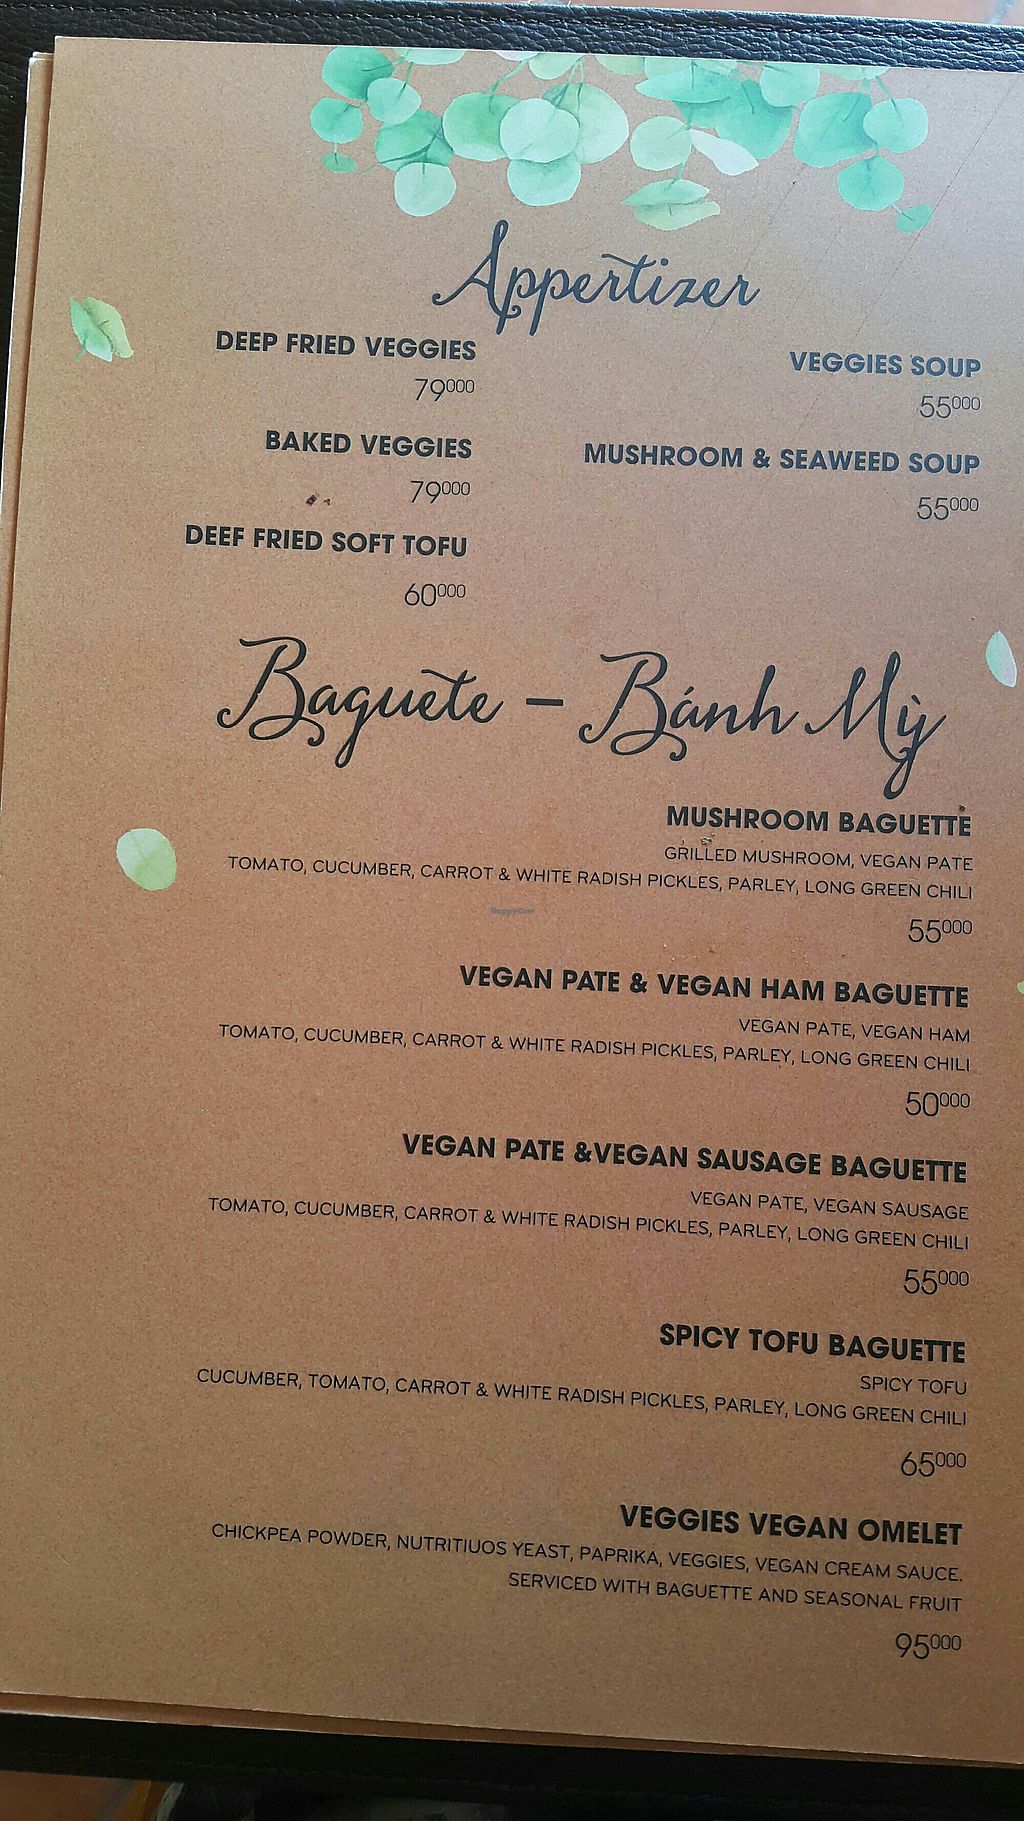 Appertizer
DEEP FRIED VEGGIES
79000
BAKED VEGGIES
79000
DEEF FRIED SOFT TOFU
60000
VEGGIES SOUP
55000
MUSHROOM & SEAWEED SOUP
55000
Baguete – Bánh Mỳ
MUSHROOM BAGUETTE
GRILLED MUSHROOM, VEGAN PATE
TOMATO, CUCUMBER, CARROT & WHITE RADISH PICKLES, PARLEY, LONG GREEN CHILI
55000
HappyCow
VEGAN PATE & VEGAN HAM BAGUETTE
VEGAN PATE, VEGAN HAM
TOMATO, CUCUMBER, CARROT & WHITE RADISH PICKLES, PARLEY, LONG GREEN CHILI
50000
VEGAN PATE &VEGAN SAUSAGE BAGUETTE
VEGAN PATE, VEGAN SAUSAGE
TOMATO, CUCUMBER, CARROT & WHITE RADISH PICKLES, PARLEY, LONG GREEN CHILI
55000
SPICY TOFU BAGUETTE
SPICY TOFU
CUCUMBER, TOMATO, CARROT & WHITE RADISH PICKLES, PARLEY, LONG GREEN CHILI
65000
VEGGIES VEGAN OMELET
CHICKPEA POWDER, NUTRITIUOS YEAST, PAPRIKA, VEGGIES, VEGAN CREAM SAUCE.
SERVICED WITH BAGUETTE AND SEASONAL FRUIT
95000